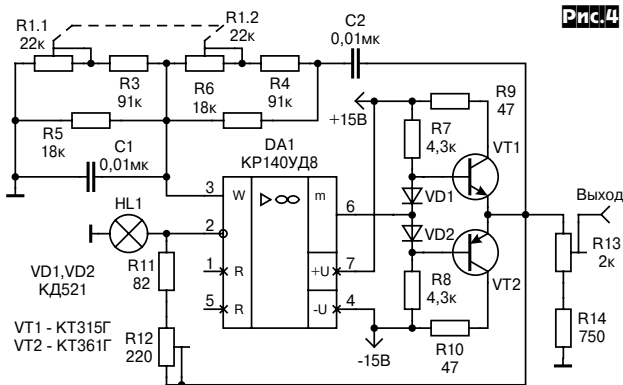 Рис.4
R1.1
22к
R1.2
22к
C2
0,01мк
R3
91к
R6
18к
R4
91к
R9
47
+15В
R5
18к
C1
0,01мк
DA1
КР140УД8
R7
4,3к
VT1
3
W
▷∞
m
6
VD1
Выход
HL1
2
VD2
R13
2к
R11
82
1
R
+U
7
VD1,VD2
КД521
5
R
-U
4
R8
4,3к
VT2
VT1 - КТ315Г
VT2 - КТ361Г
R12
220
-15В
R10
47
R14
750